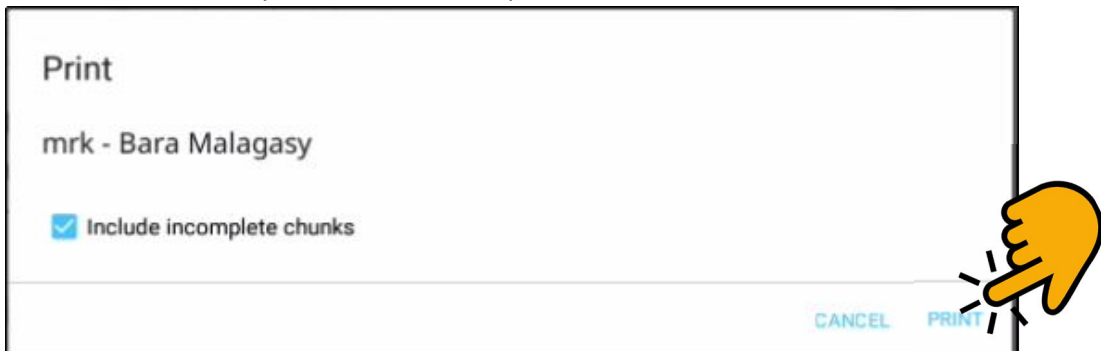 Print
mrk - Bara Malagasy
Include incomplete chunks
CANCEL PRINT